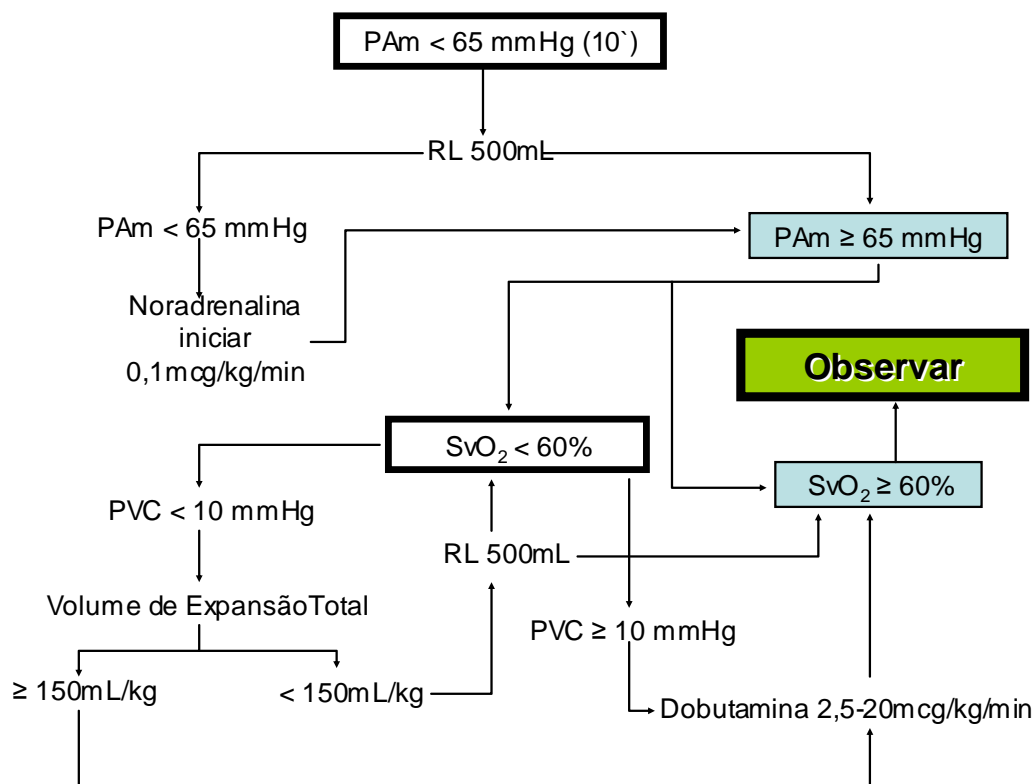 PAm < 65 mmHg (10`)
RL 500mL
PAm < 65 mmHg
PAm ≥ 65 mmHg
Noradrenalina
iniciar
0,1mcg/kg/min
Observar
SvO₂ < 60%
SvO₂ ≥ 60%
PVC < 10 mmHg
RL 500mL
Volume de ExpansãoTotal
PVC ≥ 10 mmHg
≥ 150mL/kg
< 150mL/kg
Dobutamina 2,5-20mcg/kg/min